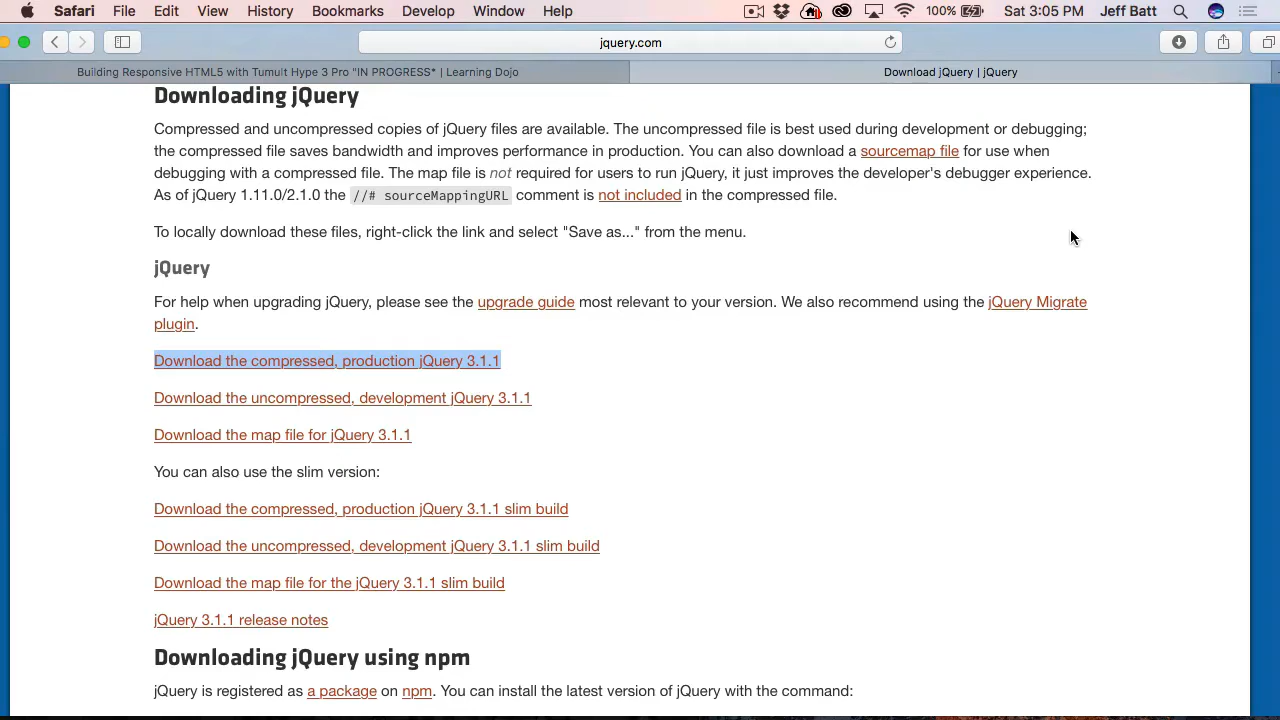 Safari File Edit View History Bookmarks Develop Window Help 100% Sat 3:05 PM Jeff Batt
jquery.com
Building Responsive HTML5 with Tumult Hype 3 Pro "IN PROGRESS* | Learning Dojo
Download jQuery | jQuery
Downloading jQuery
Compressed and uncompressed copies of jQuery files are available. The uncompressed file is best used during development or debugging;
the compressed file saves bandwidth and improves performance in production. You can also download a sourcemap file for use when
debugging with a compressed file. The map file is not required for users to run jQuery, it just improves the developer's debugger experience.
As of jQuery 1.11.0/2.1.0 the //# sourceMappingURL comment is not included in the compressed file.
To locally download these files, right-click the link and select "Save as..." from the menu.
jQuery
For help when upgrading jQuery, please see the upgrade guide most relevant to your version. We also recommend using the jQuery Migrate
plugin.
Download the compressed, production jQuery 3.1.1
Download the uncompressed, development jQuery 3.1.1
Download the map file for jQuery 3.1.1
You can also use the slim version:
Download the compressed, production jQuery 3.1.1 slim build
Download the uncompressed, development jQuery 3.1.1 slim build
Download the map file for the jQuery 3.1.1 slim build
jQuery 3.1.1 release notes
Downloading jQuery using npm
jQuery is registered as a package on npm. You can install the latest version of jQuery with the command: